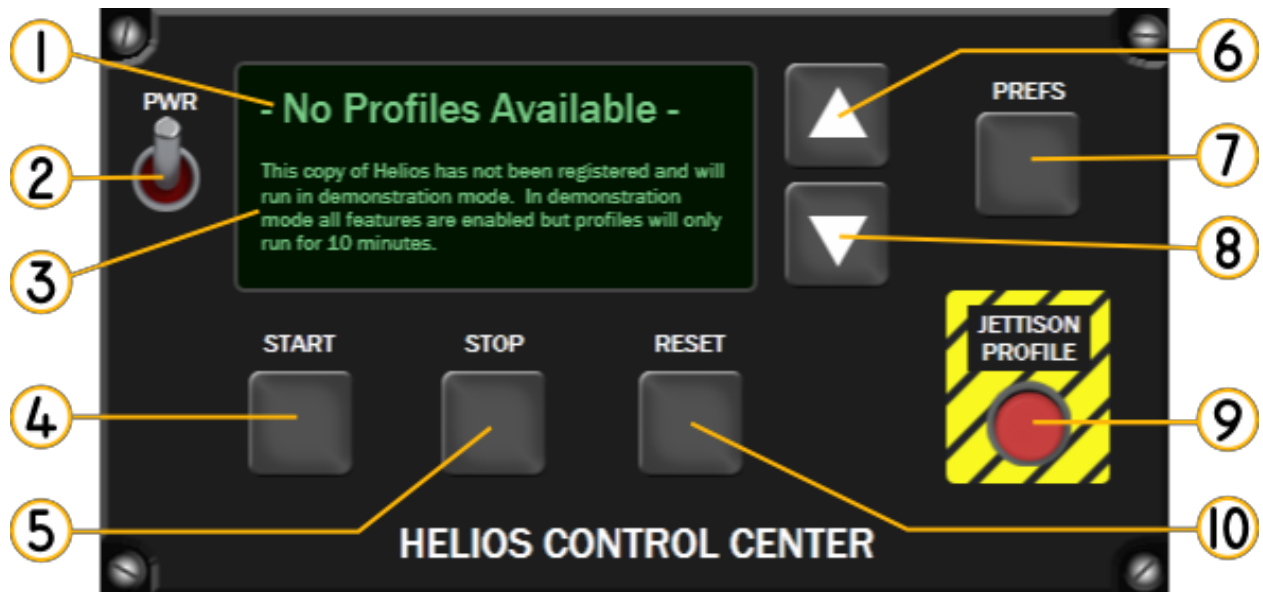 1
6
PWR
- No Profiles Available -
PREFS
2
7
This copy of Helios has not been registered and will
run in demonstration mode.  In demonstration
mode all features are enabled but profiles will only
run for 10 minutes.
3
8
START
STOP
RESET
JETTISON
PROFILE
4
9
5
10
HELIOS CONTROL CENTER